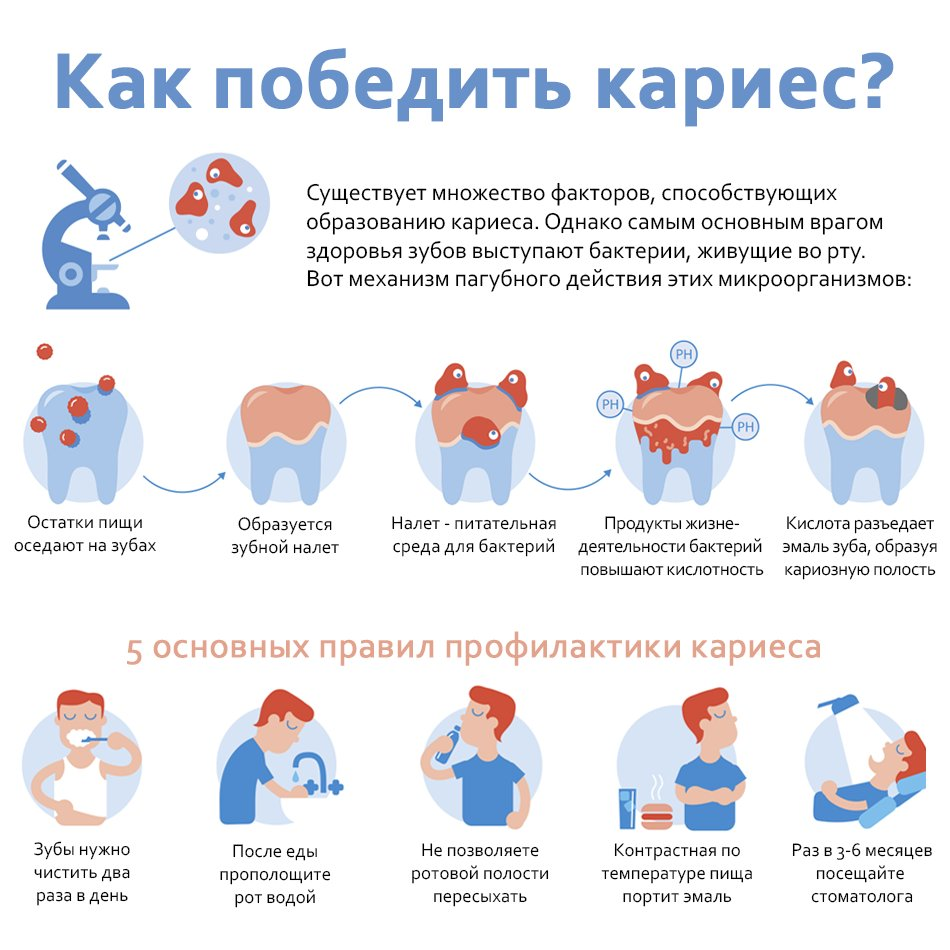 Как победить кариес?
Существует множество факторов, способствующих
образованию кариеса. Однако самым основным врагом
здоровья зубов выступают бактерии, живущие во рту.
Вот механизм пагубного действия этих микроорганизмов:
PH
PH
PH
Остатки пищи
оседают на зубах
Образуется
зубной налет
Налет - питательная
среда для бактерий
Продукты жизне-
деятельности бактерий
повышают кислотность
Кислота разъедает
эмаль зуба, образуя
кариозную полость
5 основных правил профилактики кариеса
Зубы нужно
чистить два
раза в день
После еды
прополощите
рот водой
Не позволяете
ротовой полости
пересыхать
Контрастная по
температуре пища
портит эмаль
Раз в 3-6 месяцев
посещайте
стоматолога